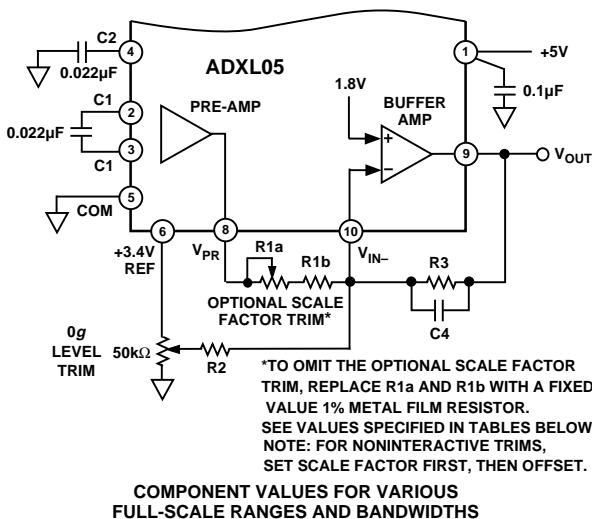 C2
4
0.022µF
ADXL05
1
+5V
0.1µF
C1
2
0.022µF
3
C1
PRE-AMP
1.8V
BUFFER
AMP
+
−
9
VOUT
5
COM
6
8
10
+3.4V
REF
VPR
R1a
R1b
VIN−
R3
OPTIONAL SCALE
FACTOR TRIM*
C4
0g
LEVEL
TRIM
50kΩ
R2
*TO OMIT THE OPTIONAL SCALE FACTOR
TRIM, REPLACE R1a AND R1b WITH A FIXED
VALUE 1% METAL FILM RESISTOR.
SEE VALUES SPECIFIED IN TABLES BELOW
NOTE: FOR NONINTERACTIVE TRIMS,
SET SCALE FACTOR FIRST, THEN OFFSET.
COMPONENT VALUES FOR VARIOUS
FULL-SCALE RANGES AND BANDWIDTHS